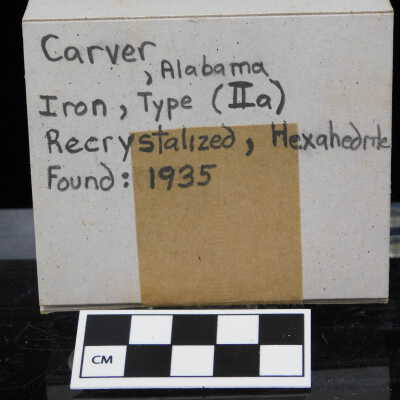 Carver
, Alabama
Iron, Type (IIa)
Recrystalized, Hexahedrite
Found: 1935
CM